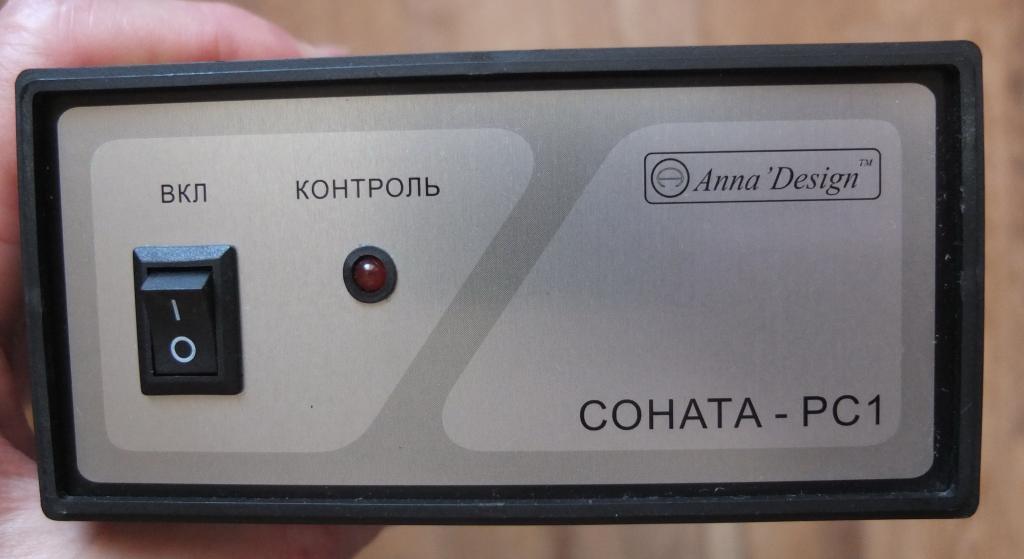 ВКЛ
КОНТРОЛЬ
Anna'Design™
I
O
СОНАТА - РС1